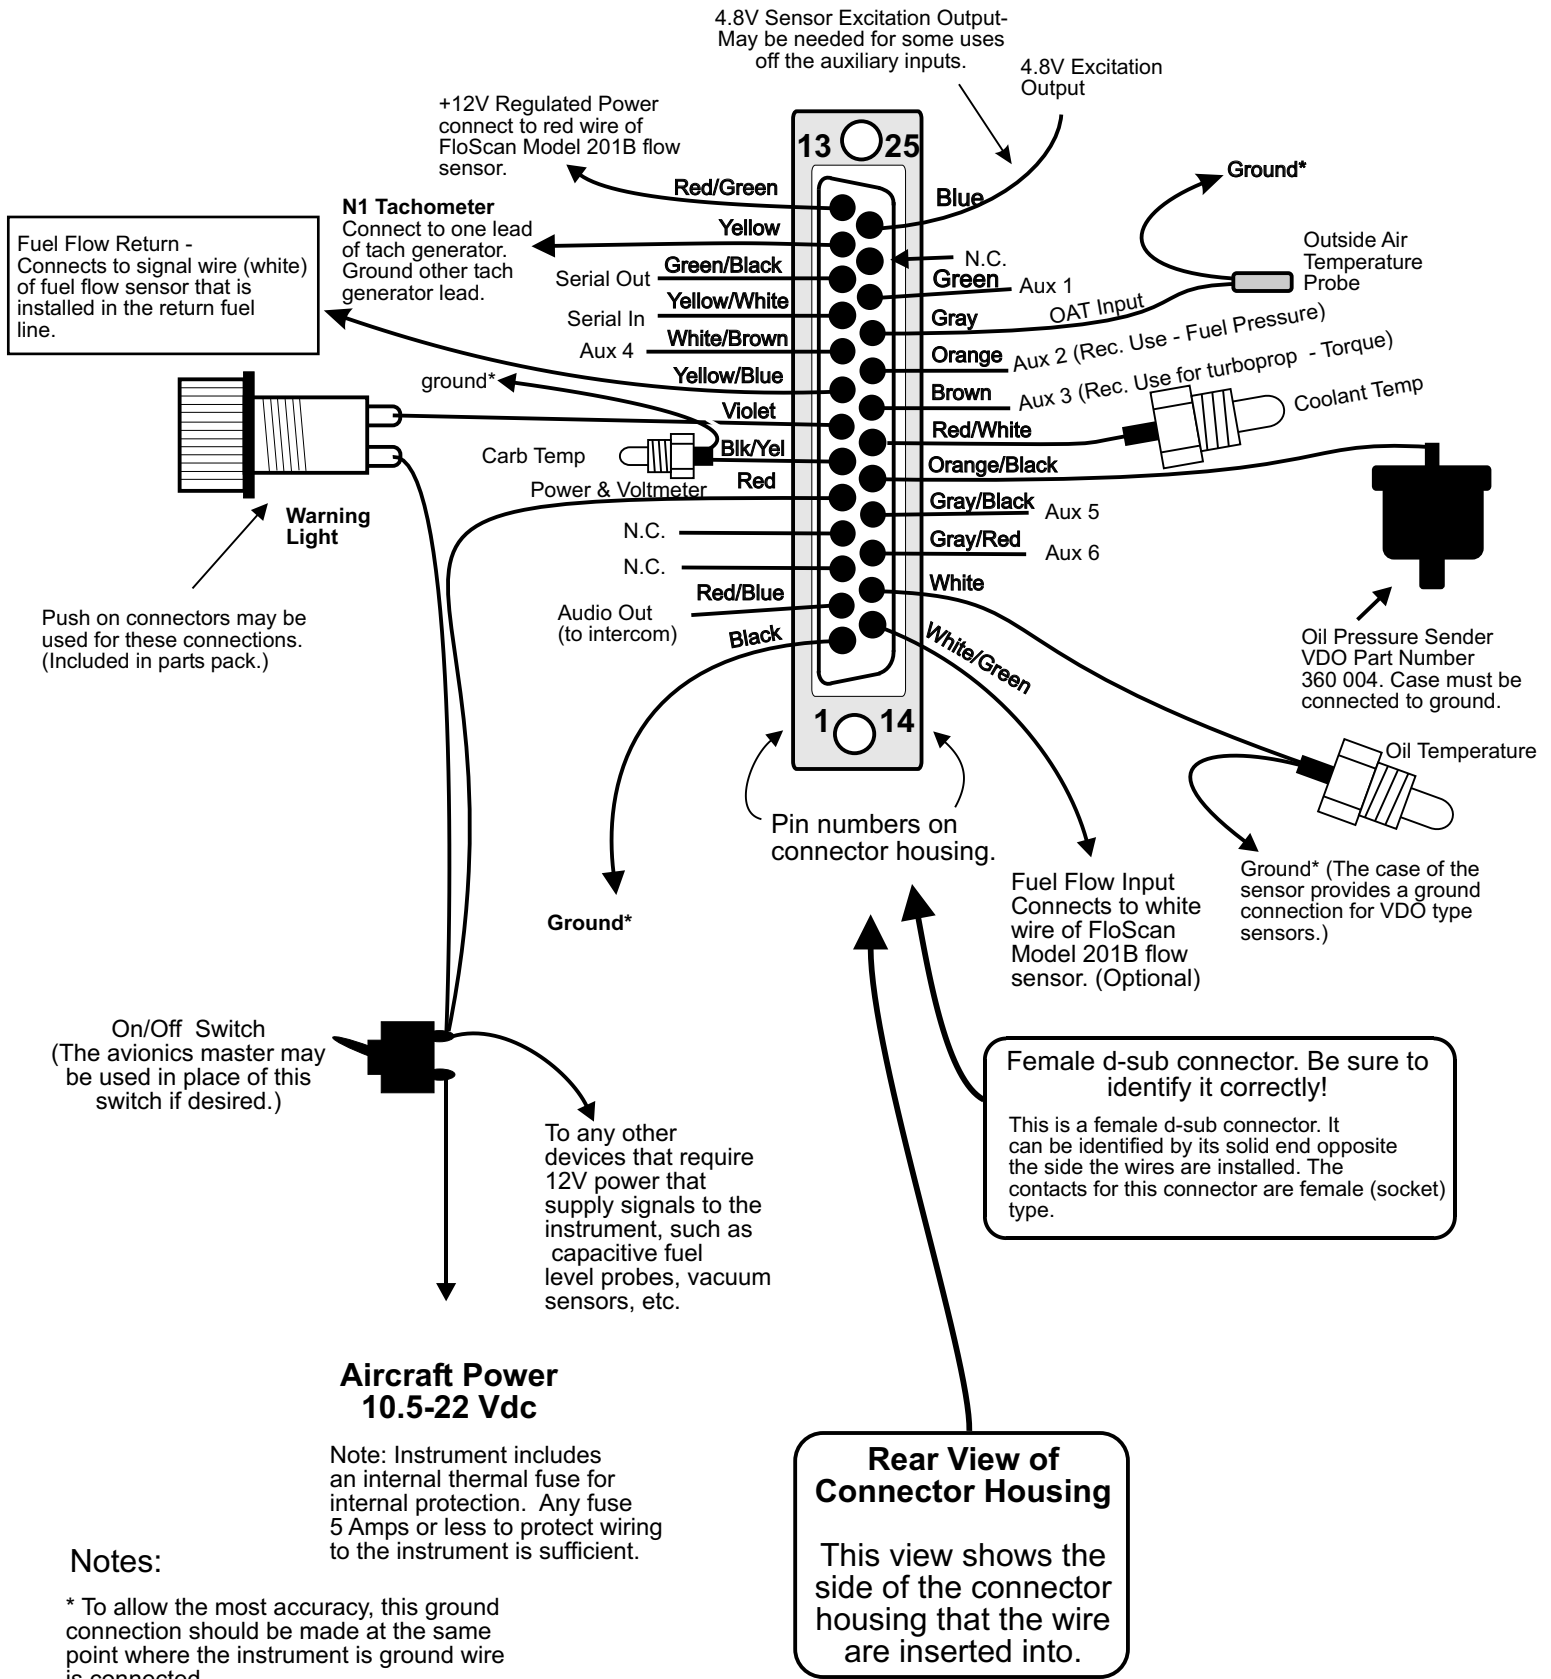 4.8V Sensor Excitation Output-
May be needed for some uses
off the auxiliary inputs.
4.8V Excitation
Output
+12V Regulated Power
connect to red wire of
FloScan Model 201B flow
sensor.
13
25
Red/Green
Blue
Ground*
N1 Tachometer
Connect to one lead
of tach generator.
Ground other tach
generator lead.
Fuel Flow Return -
Connects to signal wire (white)
of fuel flow sensor that is
installed in the return fuel
line.
Yellow
N.C.
Outside Air
Temperature
Probe
Serial Out
Green/Black
Green
Aux 1
Serial In
Yellow/White
Gray
OAT Input
Aux 4
White/Brown
Orange
Aux 2 (Rec. Use - Fuel Pressure)
ground*
Yellow/Blue
Brown
Aux 3 (Rec. Use for turboprop - Torque)
Violet
Red/White
Coolant Temp
Carb Temp
Blk/Yel
Orange/Black
Power & Voltmeter
Red
Gray/Black
Aux 5
Warning
Light
N.C.
Gray/Red
Aux 6
N.C.
White
Push on connectors may be
used for these connections.
(Included in parts pack.)
Audio Out
(to intercom)
Red/Blue
Black
White/Green
Oil Pressure Sender
VDO Part Number
360 004. Case must be
connected to ground.
1
14
Oil Temperature
Pin numbers on
connector housing.
Ground*
Fuel Flow Input
Connects to white
wire of FloScan
Model 201B flow
sensor. (Optional)
Ground* (The case of the
sensor provides a ground
connection for VDO type
sensors.)
On/Off Switch
(The avionics master may
be used in place of this
switch if desired.)
Female d-sub connector. Be sure to
identify it correctly!
This is a female d-sub connector. It
can be identified by its solid end opposite
the side the wires are installed. The
contacts for this connector are female (socket)
type.
To any other
devices that require
12V power that
supply signals to the
instrument, such as
capacitive fuel
level probes, vacuum
sensors, etc.
Aircraft Power
10.5-22 Vdc
Note: Instrument includes
an internal thermal fuse for
internal protection. Any fuse
5 Amps or less to protect wiring
to the instrument is sufficient.
Rear View of
Connector Housing
This view shows the
side of the connector
housing that the wire
are inserted into.
Notes:
* To allow the most accuracy, this ground
connection should be made at the same
point where the instrument is ground wire
is connected